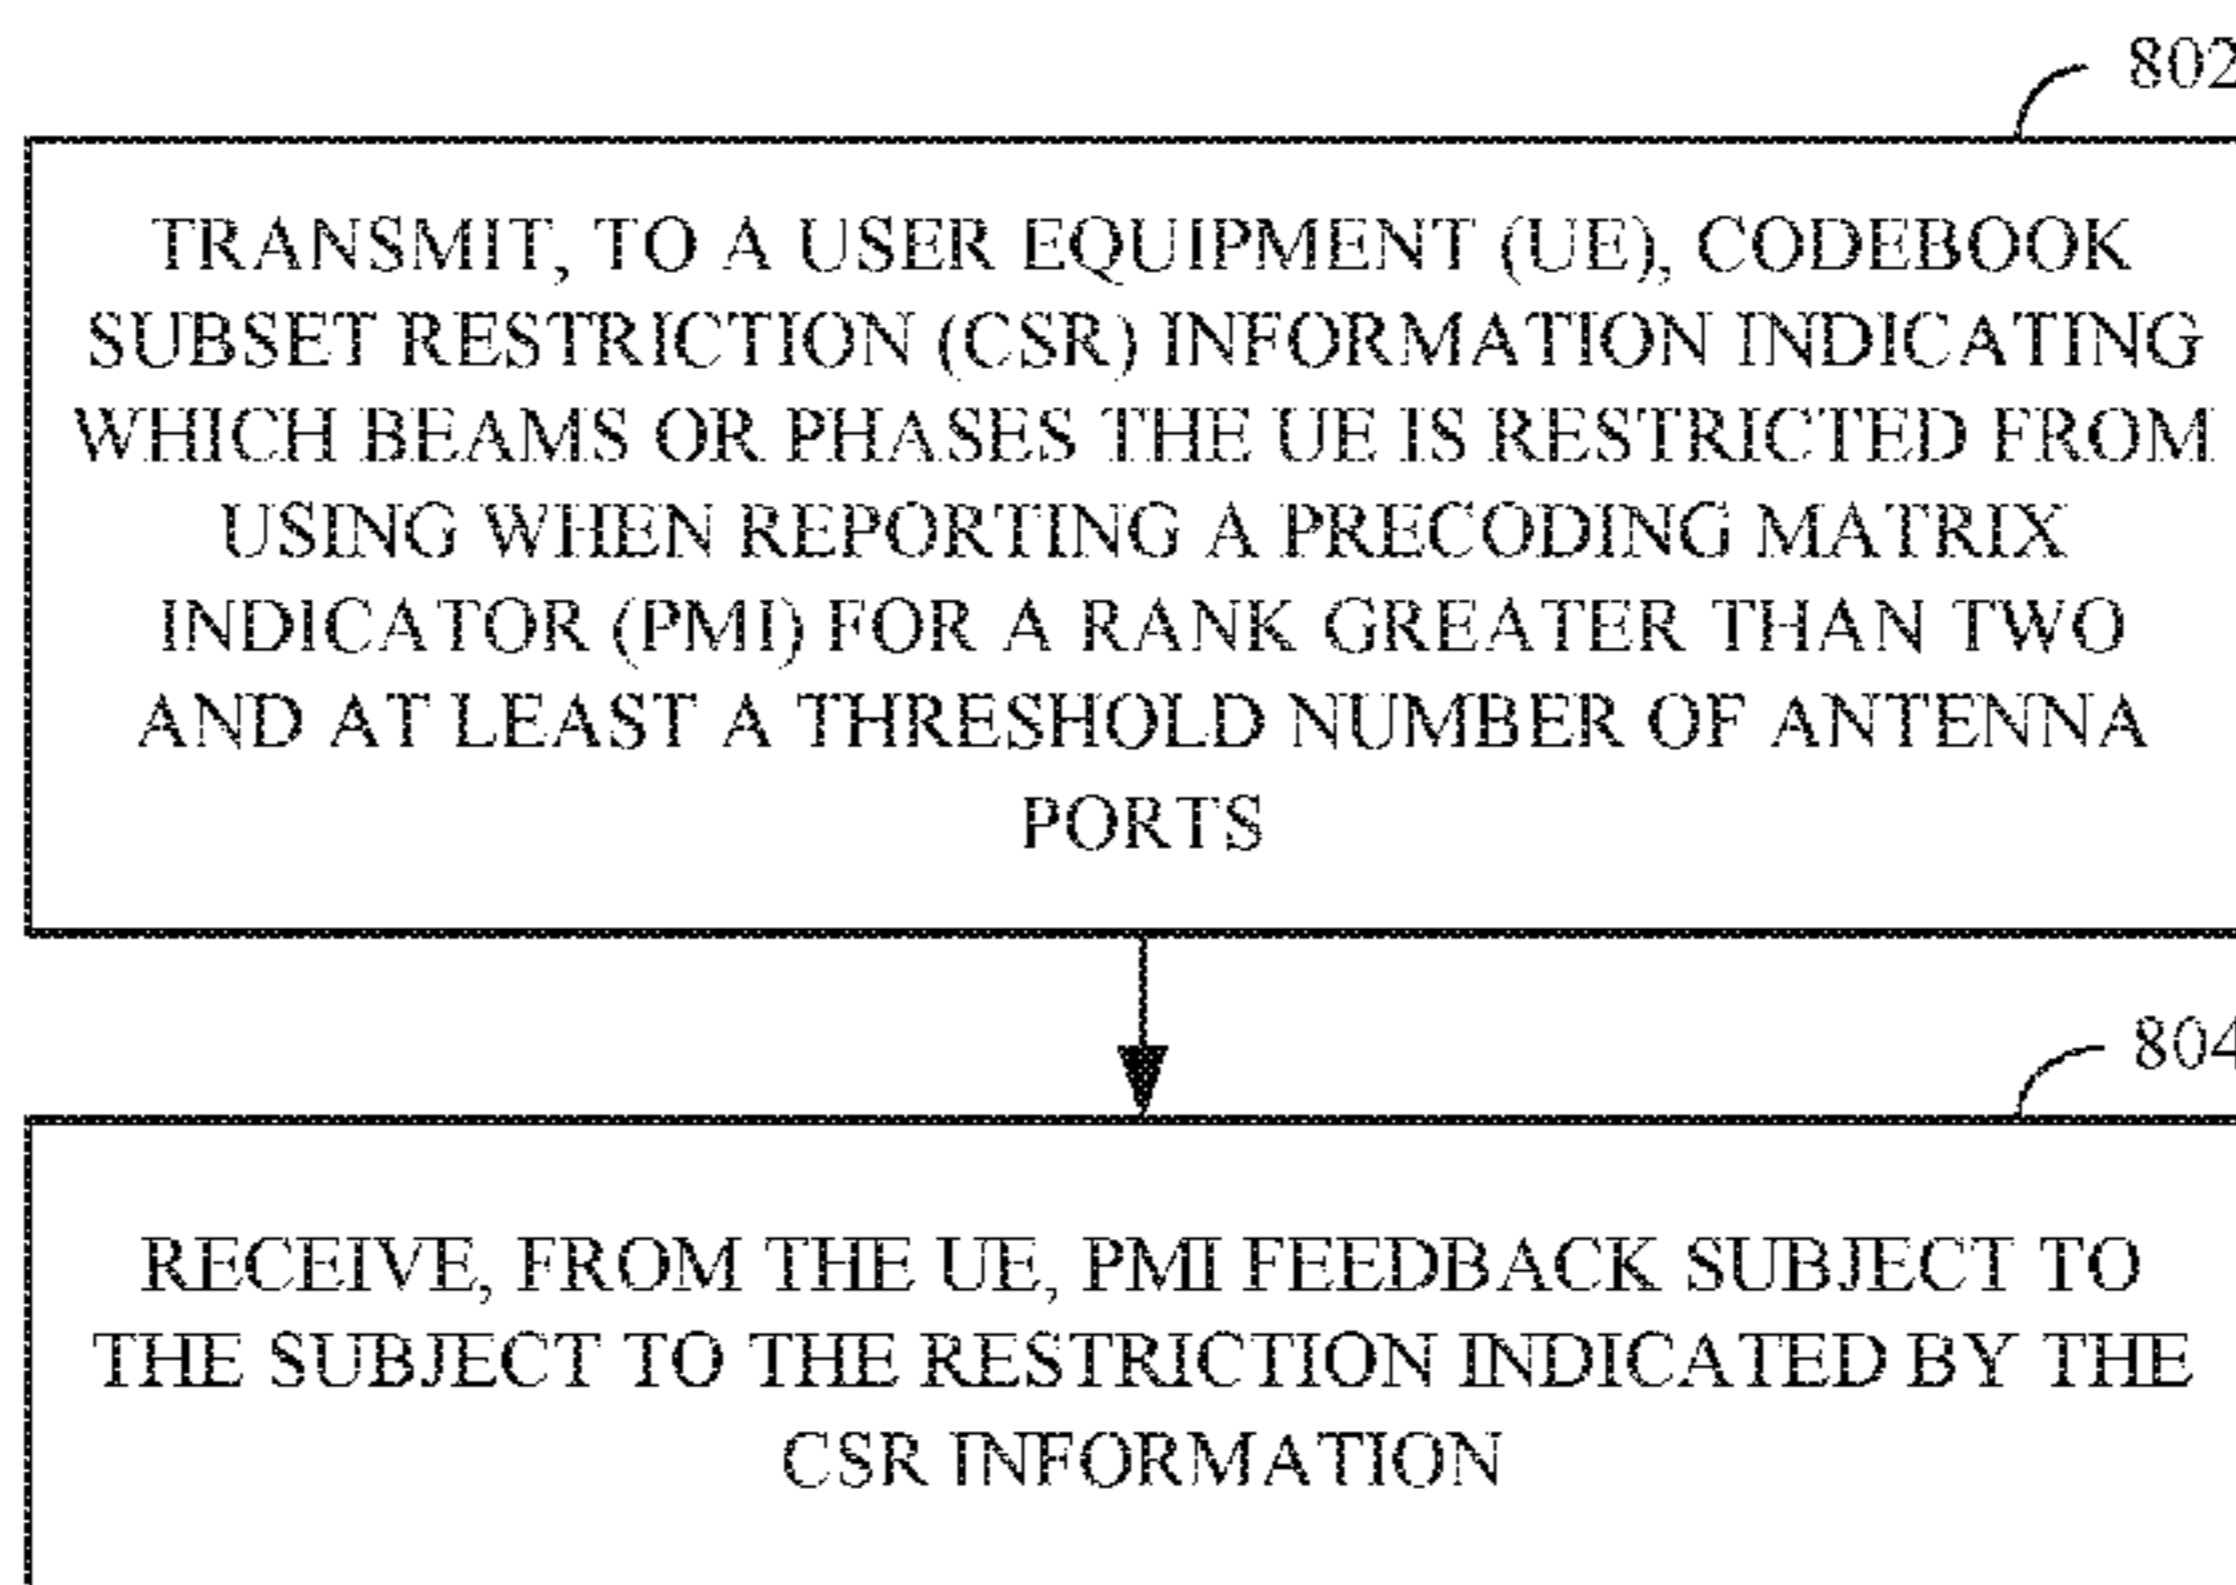 802
TRANSMIT, TO A USER EQUIPMENT (UE), CODEBOOK
SUBSET RESTRICTION (CSR) INFORMATION INDICATING
WHICH BEAMS OR PHASES THE UE IS RESTRICTED FROM
USING WHEN REPORTING A PRECODING MATRIX
INDICATOR (PMI) FOR A RANK GREATER THAN TWO
AND AT LEAST A THRESHOLD NUMBER OF ANTENNA
PORTS
804
RECEIVE, FROM THE UE, PMI FEEDBACK SUBJECT TO
THE SUBJECT TO THE RESTRICTION INDICATED BY THE
CSR INFORMATION